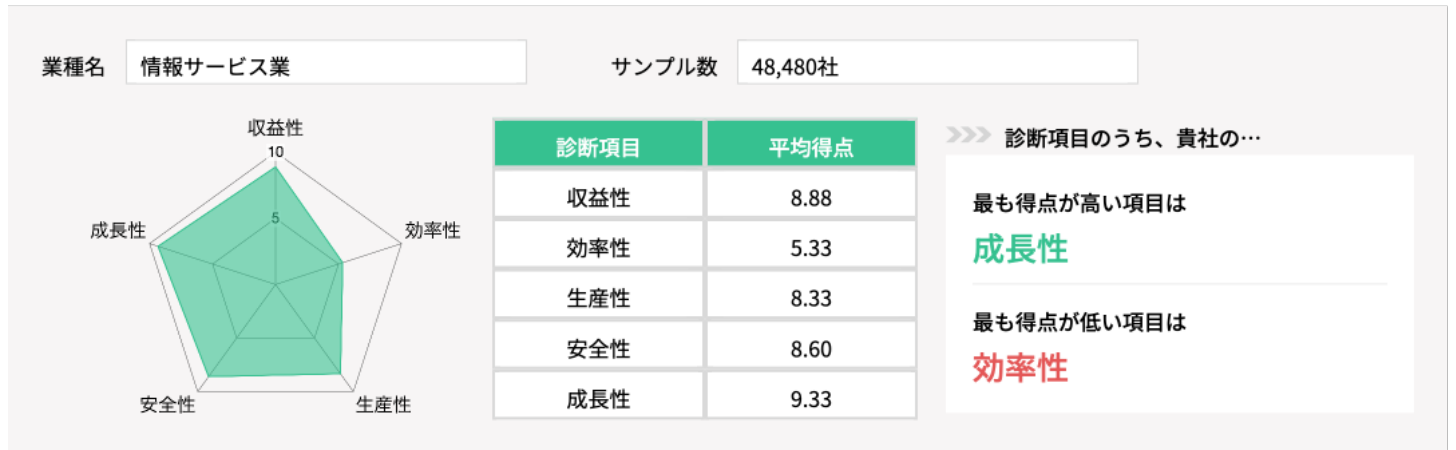 業種名 情報サービス業 サンプル数 48,480社
収益性
10
5
成長性
効率性
安全性
生産性
診断項目 平均得点
収益性 8.88
効率性 5.33
生産性 8.33
安全性 8.60
成長性 9.33
診断項目のうち、貴社の…
最も得点が高い項目は
成長性
最も得点が低い項目は
効率性